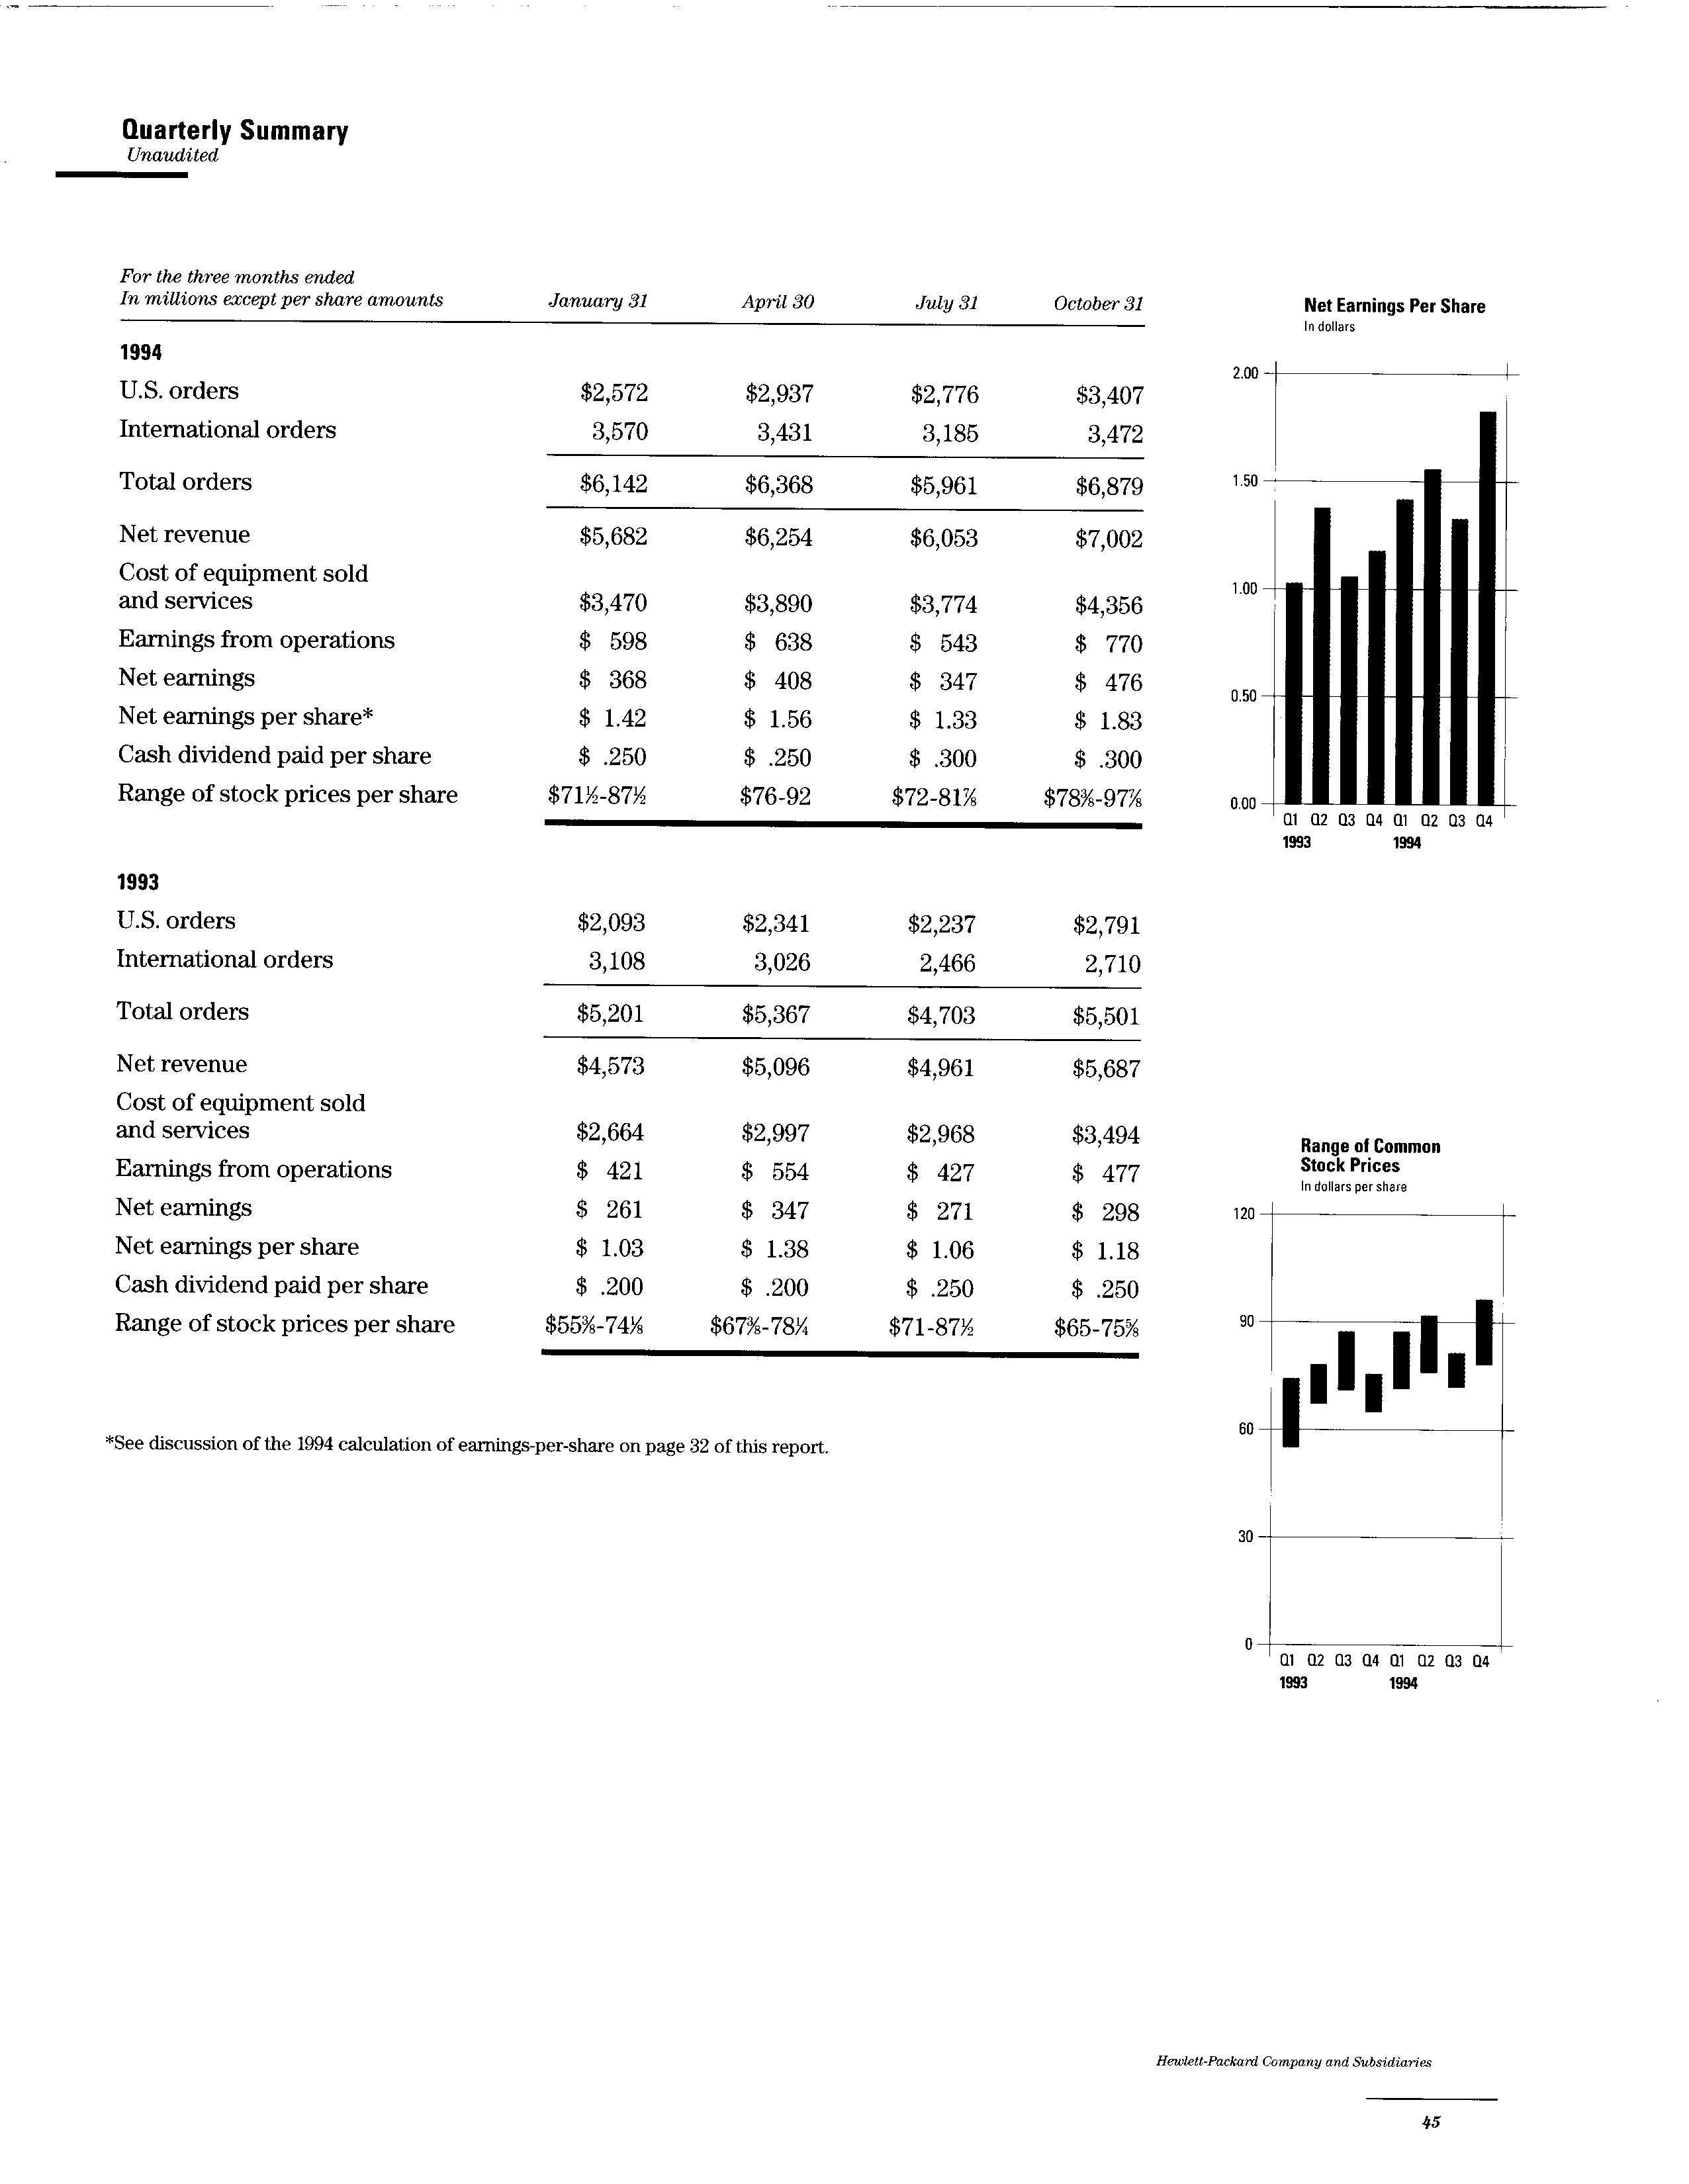 Quarterly Summary
Unaudited
For the three months ended
In millions except per share amounts January 31 April 30 July 31 October 31
1994
U.S. orders $2,572 $2,937 $2,776 $3,407
International orders 3,570 3,431 3,185 3,472
Total orders $6,142 $6,368 $5,961 $6,879
Net revenue $5,682 $6,254 $6,053 $7,002
Cost of equipment sold
and services $3,470 $3,890 $3,774 $4,356
Earnings from operations $ 598 $ 638 $ 543 $ 770
Net earnings $ 368 $ 408 $ 347 $ 476
Net earnings per share* $ 1.42 $ 1.56 $ 1.33 $ 1.83
Cash dividend paid per share $ .250 $ .250 $ .300 $ .300
Range of stock prices per share $71½-87½ $76-92 $72-81⅞ $78⅜-97⅞
1993
U.S. orders $2,093 $2,341 $2,237 $2,791
International orders 3,108 3,026 2,466 2,710
Total orders $5,201 $5,367 $4,703 $5,501
Net revenue $4,573 $5,096 $4,961 $5,687
Cost of equipment sold
and services $2,664 $2,997 $2,968 $3,494
Earnings from operations $ 421 $ 554 $ 427 $ 477
Net earnings $ 261 $ 347 $ 271 $ 298
Net earnings per share $ 1.03 $ 1.38 $ 1.06 $ 1.18
Cash dividend paid per share $ .200 $ .200 $ .250 $ .250
Range of stock prices per share $55⅜-74⅛ $67⅜-78¼ $71-87½ $65-75⅝
*See discussion of the 1994 calculation of earnings-per-share on page 32 of this report.
Net Earnings Per Share
In dollars
2.00
1.50
1.00
0.50
0.00
Q1 Q2 Q3 Q4 Q1 Q2 Q3 Q4
1993 1994
Range of Common
Stock Prices
In dollars per share
120
90
60
30
0
Q1 Q2 Q3 Q4 Q1 Q2 Q3 Q4
1993 1994
Hewlett-Packard Company and Subsidiaries
45